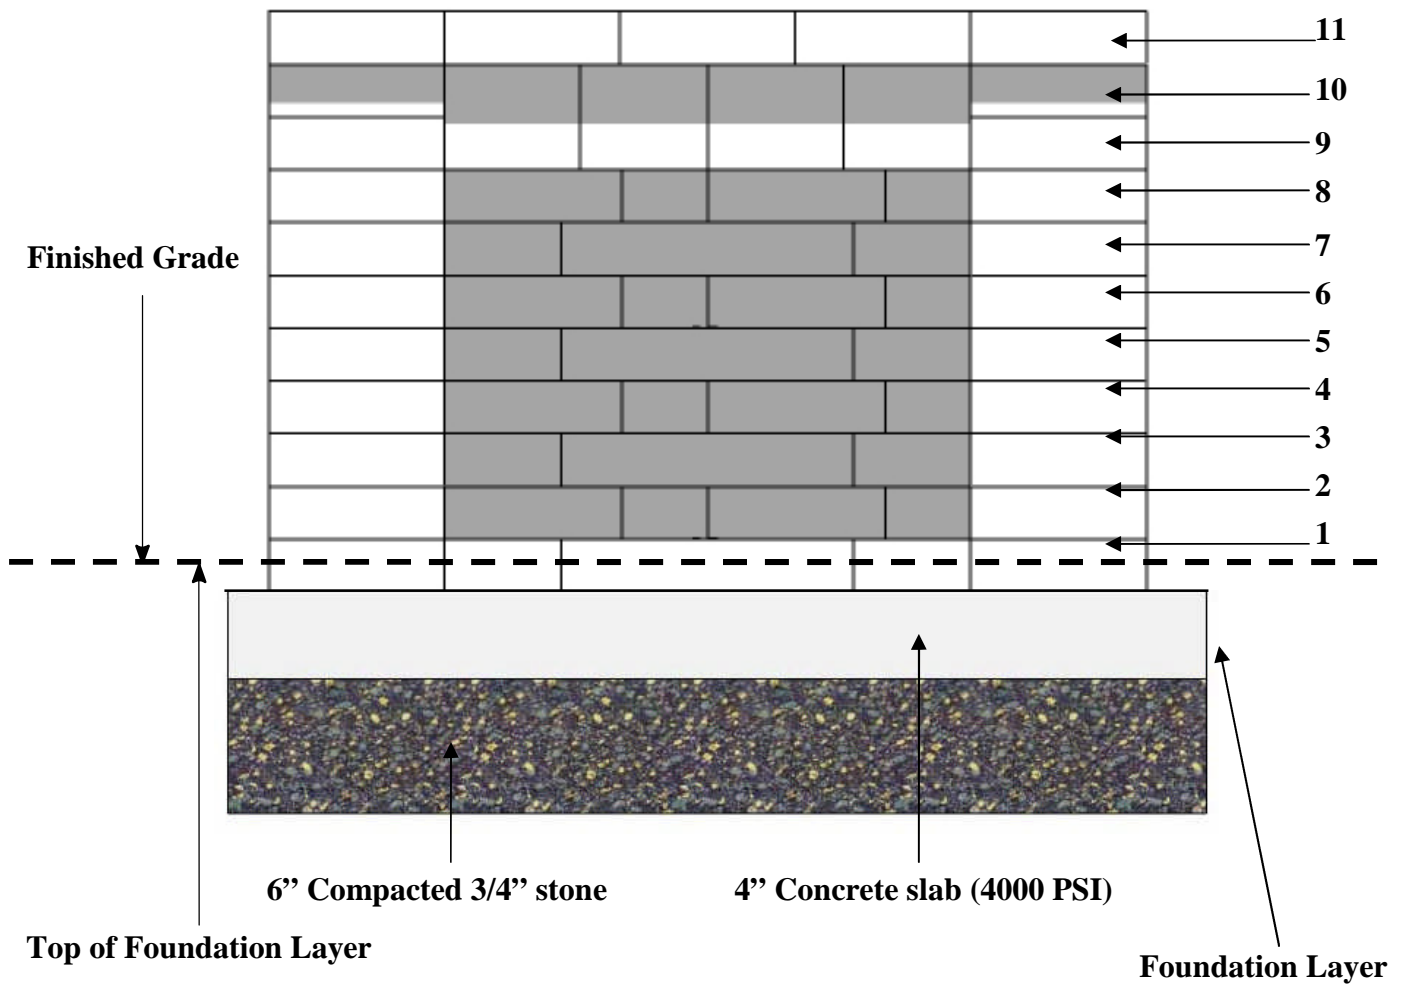 11
10
9
8
7
Finished Grade
6
5
4
3
2
1
6” Compacted 3/4” stone
4” Concrete slab (4000 PSI)
Top of Foundation Layer
Foundation Layer